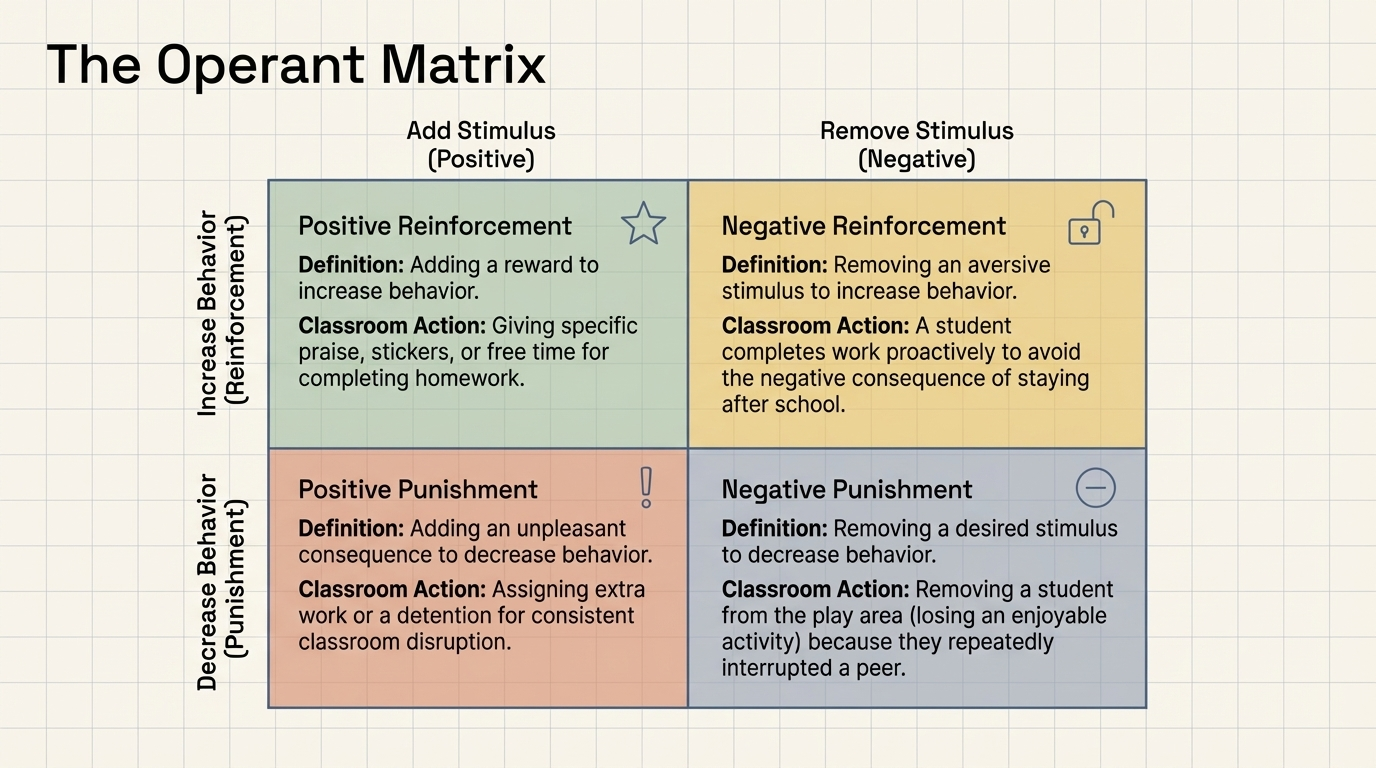 The Operant Matrix
Add Stimulus
(Positive)
Remove Stimulus
(Negative)
Increase Behavior
(Reinforcement)
Positive Reinforcement
Definition: Adding a reward to
increase behavior.
Classroom Action: Giving specific
praise, stickers, or free time for
completing homework.
Negative Reinforcement
Definition: Removing an aversive
stimulus to increase behavior.
Classroom Action: A student
completes work proactively to avoid
the negative consequence of staying
after school.
Decrease Behavior
(Punishment)
Positive Punishment
Definition: Adding an unpleasant
consequence to decrease behavior.
Classroom Action: Assigning extra
work or a detention for consistent
classroom disruption.
Negative Punishment
Definition: Removing a desired stimulus
to decrease behavior.
Classroom Action: Removing a student
from the play area (losing an enjoyable
activity) because they repeatedly
interrupted a peer.